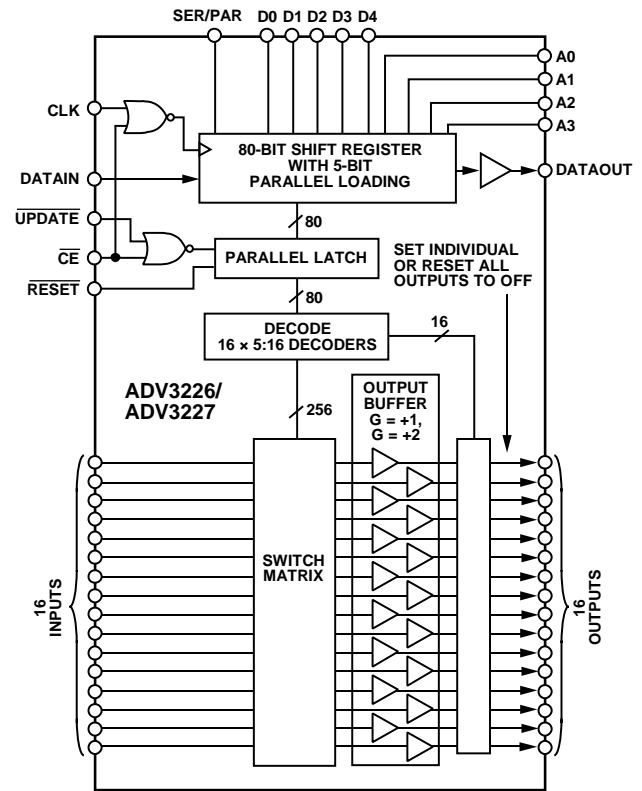 SER/PAR D0 D1 D2 D3 D4
A0
A1
A2
A3
CLK
80-BIT SHIFT REGISTER
WITH 5-BIT
PARALLEL LOADING
DATAOUT
DATAIN
UPDATE
80
CE
PARALLEL LATCH
SET INDIVIDUAL
OR RESET ALL
OUTPUTS TO OFF
RESET
80
DECODE
16 × 5:16 DECODERS
16
ADV3226/
ADV3227
256
OUTPUT
BUFFER
G = +1,
G = +2
SWITCH
MATRIX
16
INPUTS
16
OUTPUTS